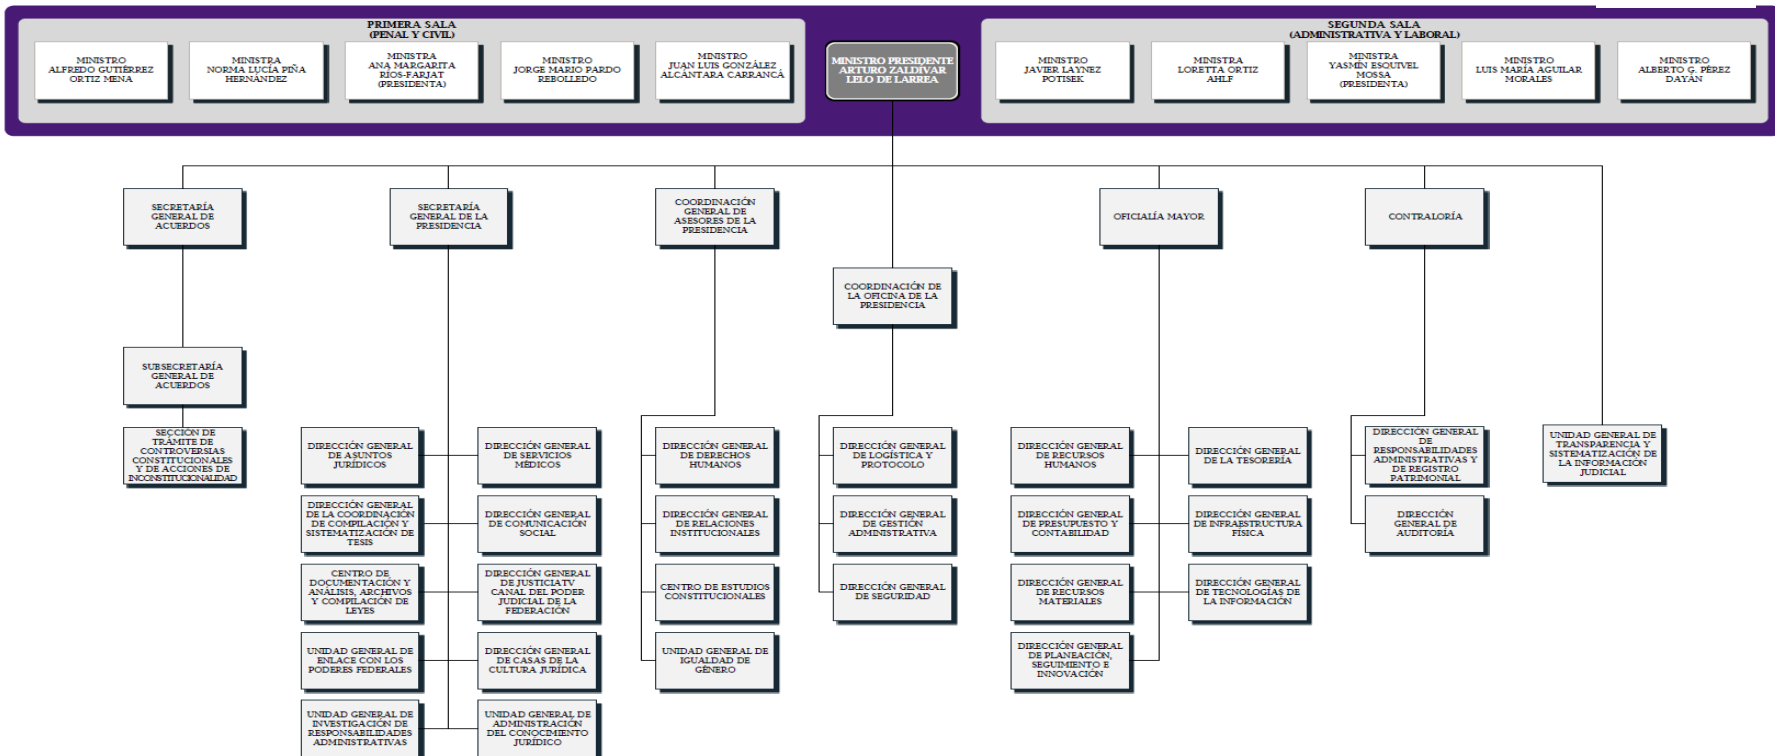 PRIMERA SALA
(PENAL Y CIVIL)
MINISTRO
ALFREDO GUTIÉRREZ
ORTIZ MENA
MINISTRA
NORMA LUCÍA PIÑA
HERNÁNDEZ
MINISTRA
ANA MARGARITA
RÍOS-FARJAT
(PRESIDENTA)
MINISTRO
JORGE MARIO PARDO
REBOLLEDO
MINISTRO
JUAN LUIS GONZÁLEZ
ALCÁNTARA CARRANCÁ
MINISTRO PRESIDENTE
ARTURO ZALDÍVAR
LELO DE LARREA
SEGUNDA SALA
(ADMINISTRATIVA Y LABORAL)
MINISTRO
JAVIER LAYNEZ
POTISEK
MINISTRA
LORETTA ORTIZ
AHLF
MINISTRA
YASMÍN ESQUIVEL
MOSSA
(PRESIDENTA)
MINISTRO
LUIS MARÍA AGUILAR
MORALES
MINISTRO
ALBERTO G. PÉREZ
DAYÁN
SECRETARÍA
GENERAL DE
ACUERDOS
SECRETARÍA
GENERAL DE LA
PRESIDENCIA
COORDINACIÓN
GENERAL DE
ASESORES DE LA
PRESIDENCIA
OFICIALÍA MAYOR
CONTRALORÍA
COORDINACIÓN DE
LA OFICINA DE LA
PRESIDENCIA
SUBSECRETARÍA
GENERAL DE
ACUERDOS
SECCIÓN DE
TRÁMITE DE
CONTROVERSIAS
CONSTITUCIONALES
Y DE ACCIONES DE
INCONSTITUCIONALIDAD
DIRECCIÓN GENERAL
DE ASUNTOS
JURÍDICOS
DIRECCIÓN GENERAL
DE SERVICIOS
MÉDICOS
DIRECCIÓN GENERAL
DE DERECHOS
HUMANOS
DIRECCIÓN GENERAL
DE LOGÍSTICA Y
PROTOCOLO
DIRECCIÓN GENERAL
DE RECURSOS
HUMANOS
DIRECCIÓN GENERAL
DE LA TESORERÍA
DIRECCIÓN GENERAL
DE
RESPONSABILIDADES
ADMINISTRATIVAS Y
DE REGISTRO
PATRIMONIAL
UNIDAD GENERAL DE
TRANSPARENCIA Y
SISTEMATIZACIÓN DE
LA INFORMACIÓN
JUDICIAL
DIRECCIÓN GENERAL
DE LA COORDINACIÓN
DE COMPILACIÓN Y
SISTEMATIZACIÓN DE
TESIS
DIRECCIÓN GENERAL
DE COMUNICACIÓN
SOCIAL
DIRECCIÓN GENERAL
DE RELACIONES
INSTITUCIONALES
DIRECCIÓN GENERAL
DE GESTIÓN
ADMINISTRATIVA
DIRECCIÓN GENERAL
DE PRESUPUESTO Y
CONTABILIDAD
DIRECCIÓN GENERAL
DE INFRAESTRUCTURA
FÍSICA
DIRECCIÓN
GENERAL DE
AUDITORÍA
CENTRO DE
DOCUMENTACIÓN Y
ANÁLISIS, ARCHIVOS
Y COMPILACIÓN DE
LEYES
DIRECCIÓN GENERAL
DE JUSTICIATV
CANAL DEL PODER
JUDICIAL DE LA
FEDERACIÓN
CENTRO DE ESTUDIOS
CONSTITUCIONALES
DIRECCIÓN GENERAL
DE SEGURIDAD
DIRECCIÓN GENERAL
DE RECURSOS
MATERIALES
DIRECCIÓN GENERAL
DE TECNOLOGÍAS DE
LA INFORMACIÓN
UNIDAD GENERAL DE
ENLACE CON LOS
PODERES FEDERALES
DIRECCIÓN GENERAL
DE CASAS DE LA
CULTURA JURÍDICA
UNIDAD GENERAL DE
IGUALDAD DE
GÉNERO
DIRECCIÓN GENERAL
DE PLANEACIÓN,
SEGUIMIENTO E
INNOVACIÓN
UNIDAD GENERAL DE
INVESTIGACIÓN DE
RESPONSABILIDADES
ADMINISTRATIVAS
UNIDAD GENERAL DE
ADMINISTRACIÓN
DEL CONOCIMIENTO
JURÍDICO